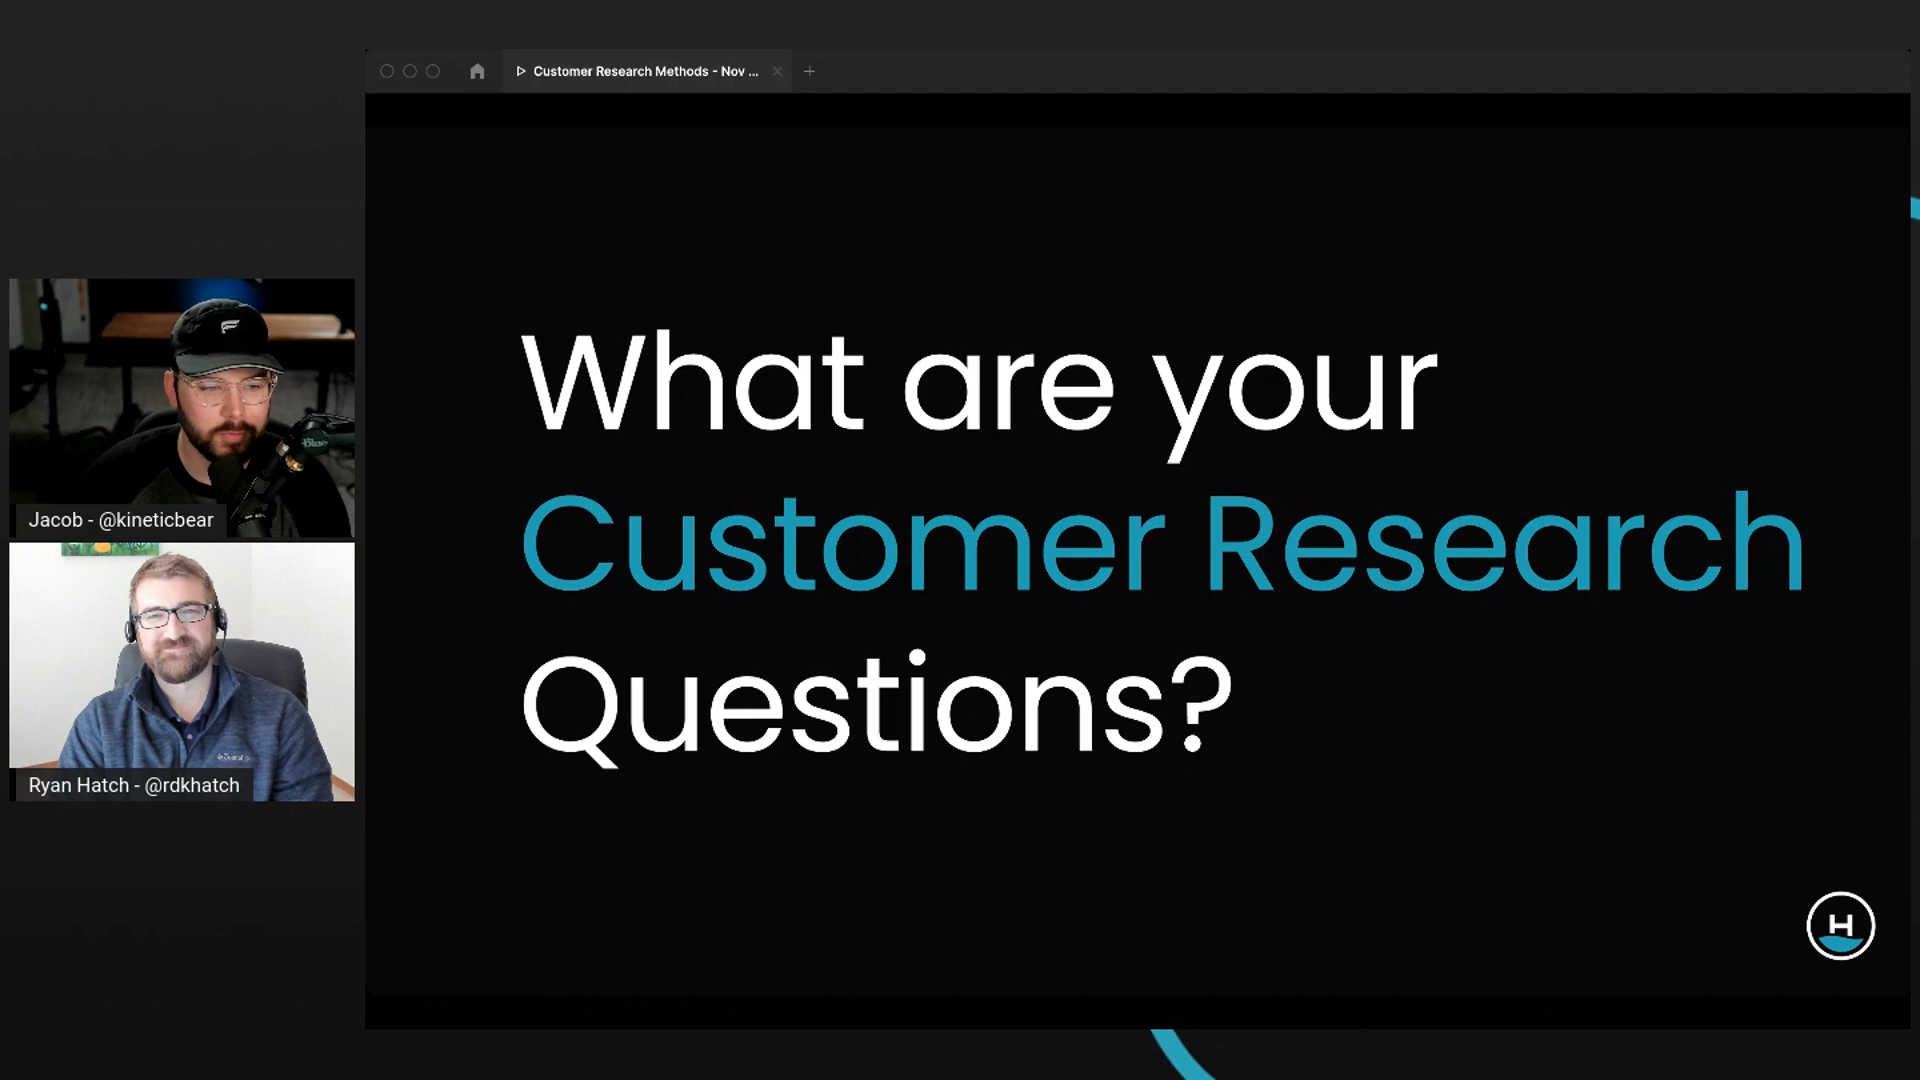 Customer Research Methods - Nov ...
What are your
Customer Research
Questions?
Jacob - @kineticbear
Ryan Hatch - @rdkhatch
H